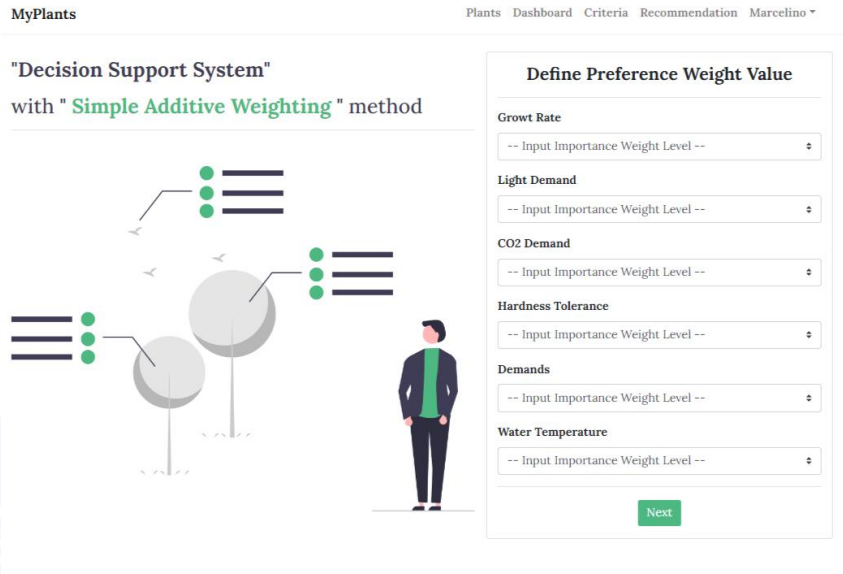 MyPlants
Plants Dashboard Criteria Recommendation Marcelino
"Decision Support System"
with " Simple Additive Weighting " method
Define Preference Weight Value
Growt Rate
-- Input Importance Weight Level --
Light Demand
-- Input Importance Weight Level --
CO2 Demand
-- Input Importance Weight Level --
Hardness Tolerance
-- Input Importance Weight Level --
Demands
-- Input Importance Weight Level --
Water Temperature
-- Input Importance Weight Level --
Next